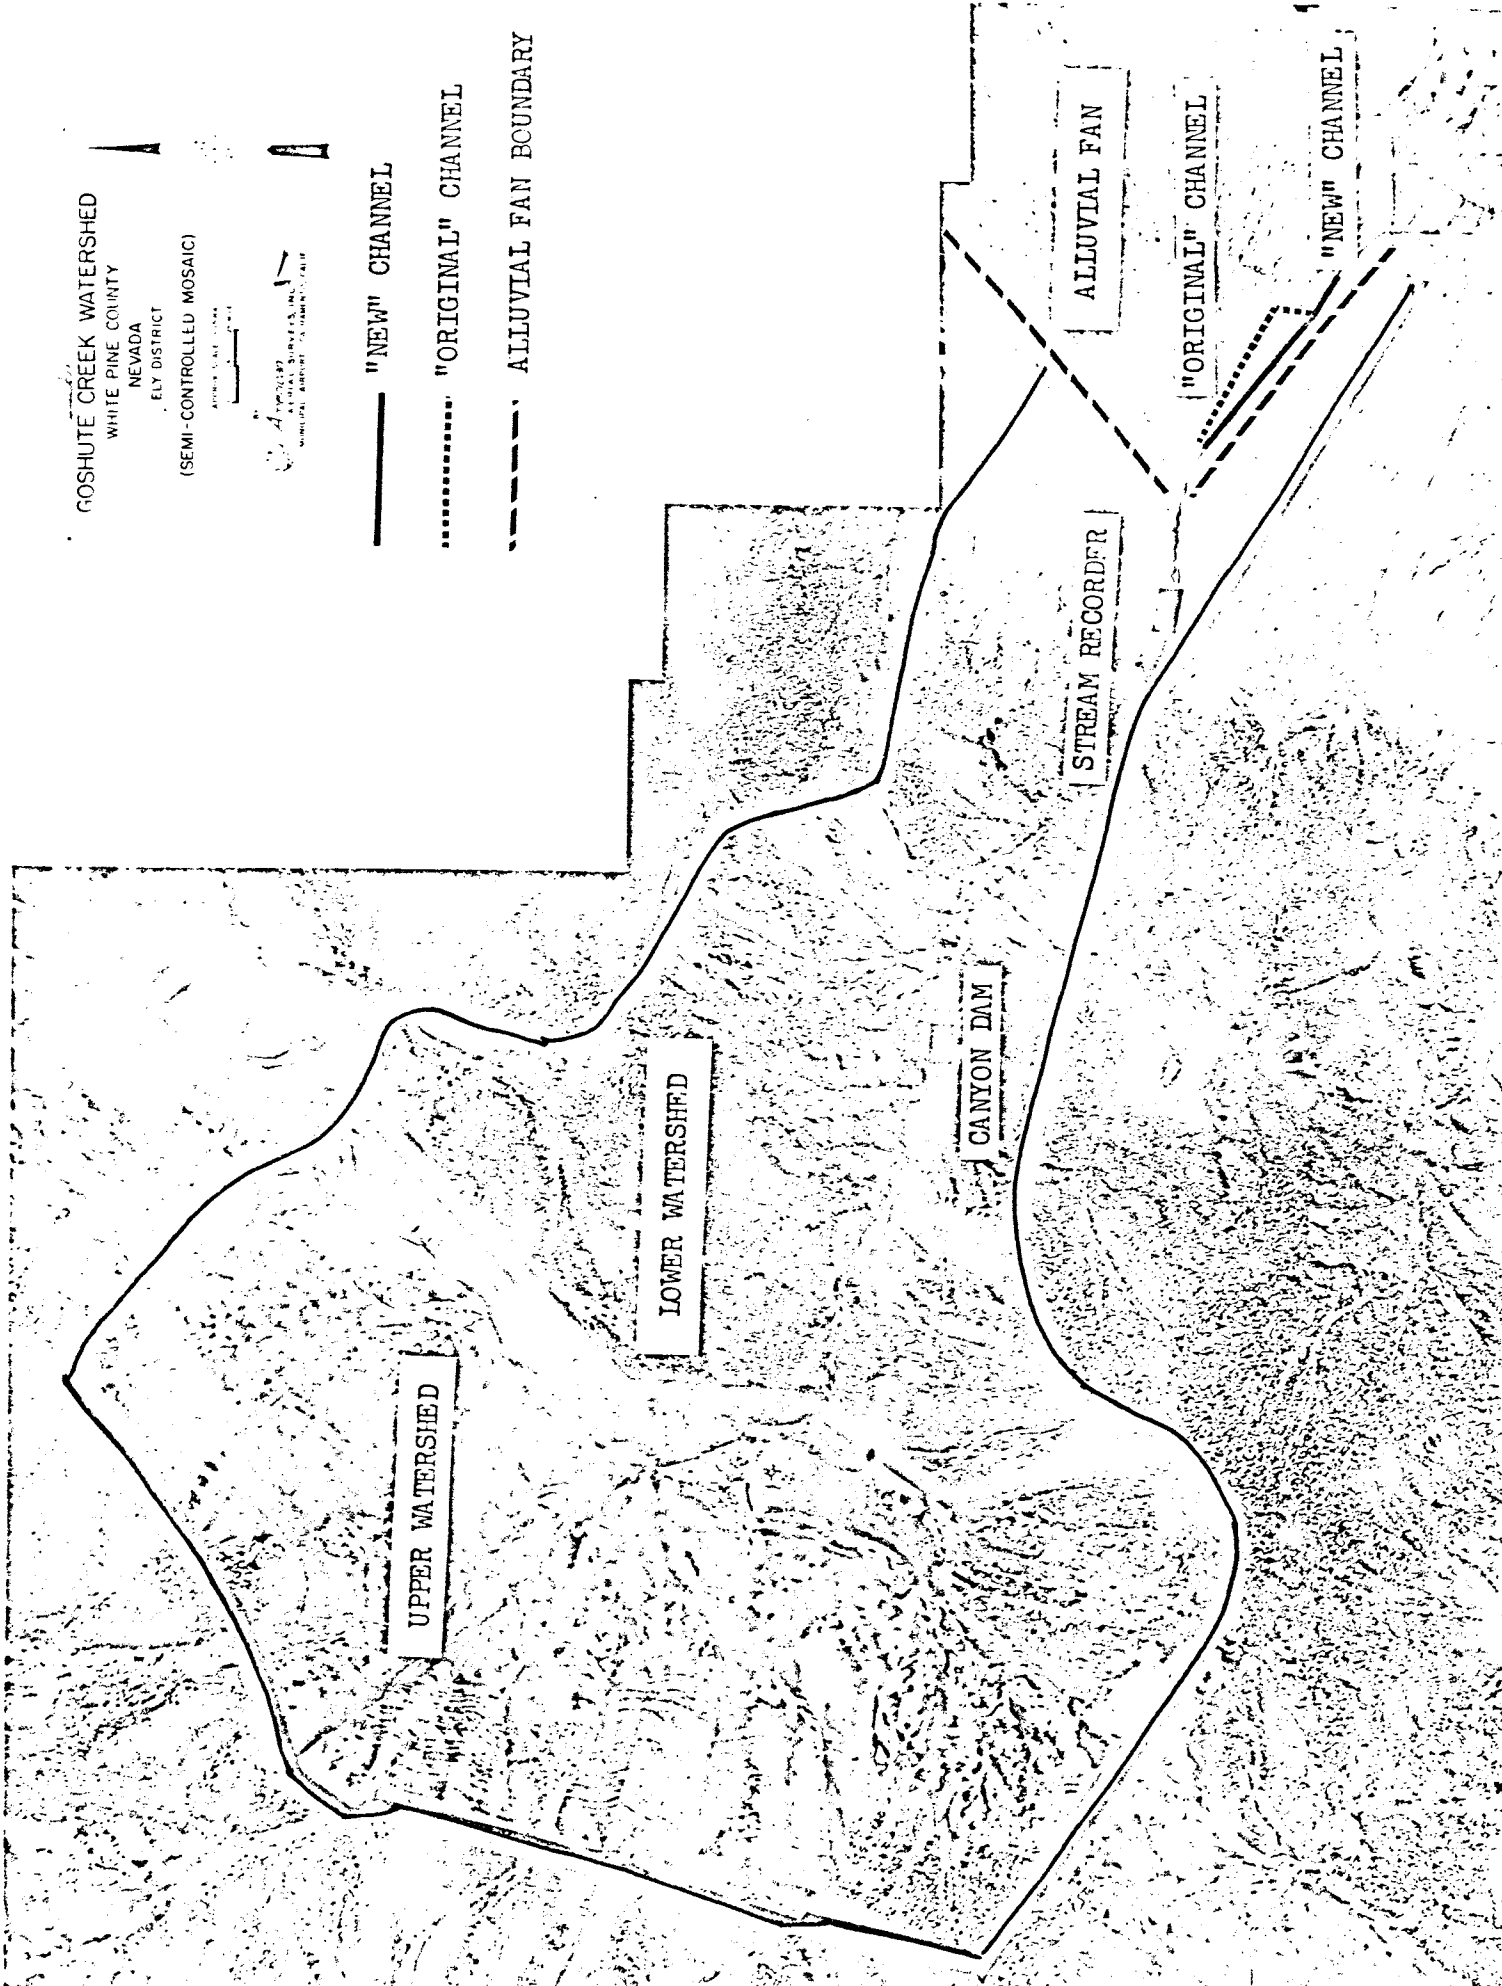 GOSHUTE CREEK WATERSHED
WHITE PINE COUNTY
NEVADA
ELY DISTRICT
(SEMI-CONTROLLED MOSAIC)
"NEW" CHANNEL
"ORIGINAL" CHANNEL
ALLUVIAL FAN BOUNDARY
UPPER WATERSHED
LOWER WATERSHED
CANYON DAM
STREAM RECORDER
ALLUVIAL FAN
"ORIGINAL" CHANNEL
"NEW" CHANNEL